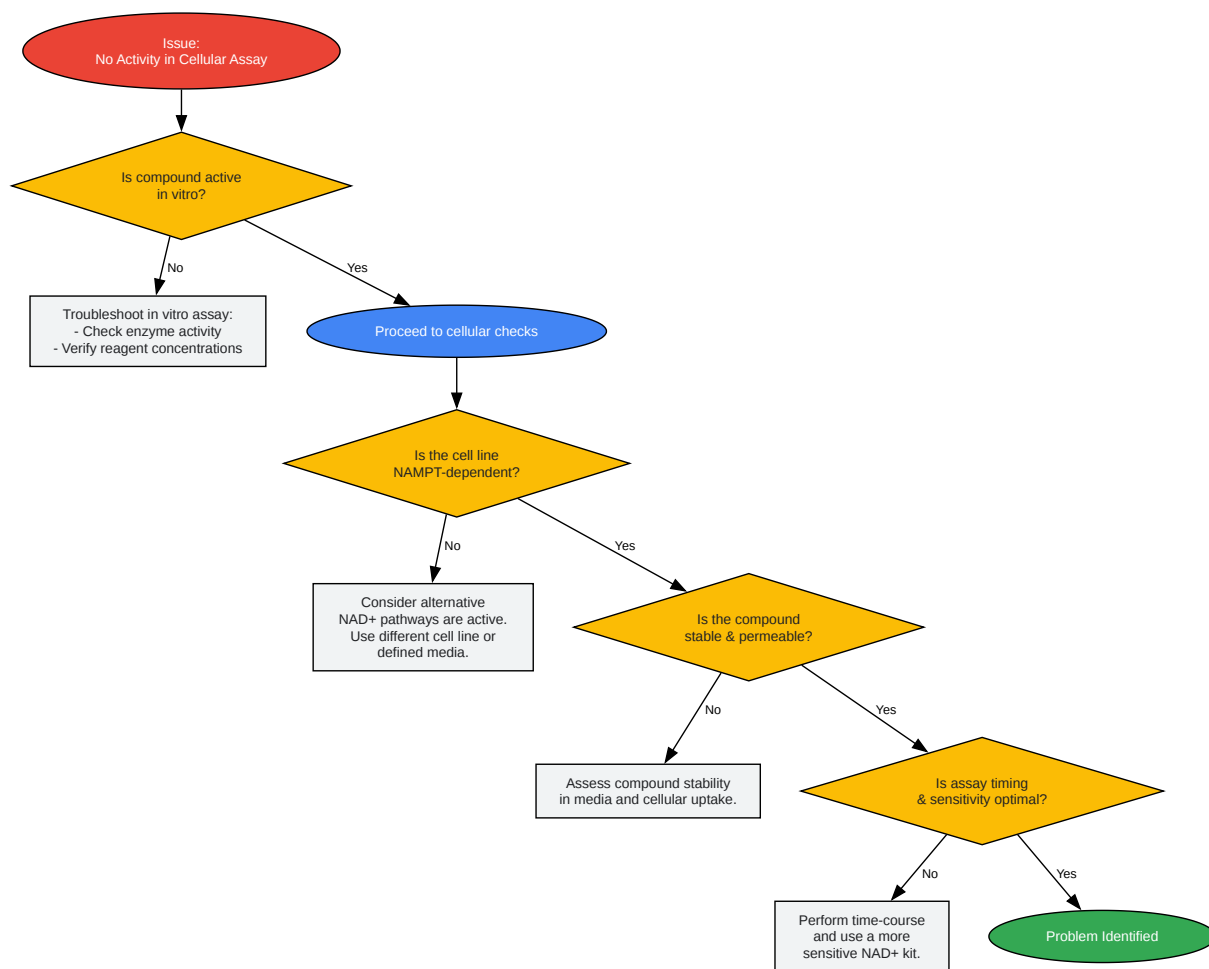 Issue:
No Activity in Cellular Assay
Is compound active
in vitro?
No
Yes
Troubleshoot in vitro assay:
- Check enzyme activity
- Verify reagent concentrations
Proceed to cellular checks
Is the cell line
NAMPT-dependent?
No
Yes
Consider alternative
NAD+ pathways are active.
Use different cell line or
defined media.
Is the compound
stable & permeable?
No
Yes
Assess compound stability
in media and cellular uptake.
Is assay timing
& sensitivity optimal?
No
Yes
Perform time-course
and use a more
sensitive NAD+ kit.
Problem Identified